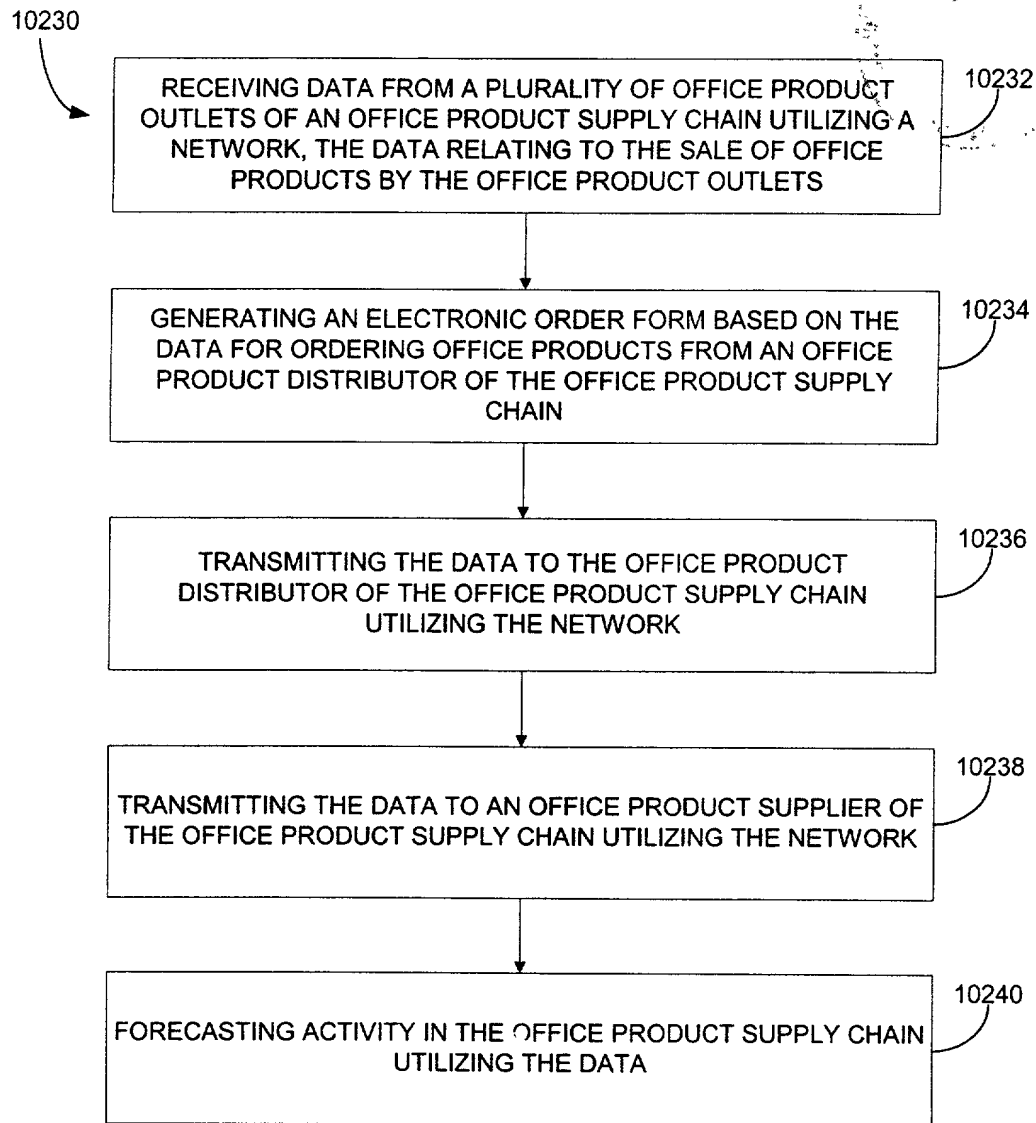 10230
RECEIVING DATA FROM A PLURALITY OF OFFICE PRODUCT
OUTLETS OF AN OFFICE PRODUCT SUPPLY CHAIN UTILIZING A
NETWORK, THE DATA RELATING TO THE SALE OF OFFICE
PRODUCTS BY THE OFFICE PRODUCT OUTLETS
10232
GENERATING AN ELECTRONIC ORDER FORM BASED ON THE
DATA FOR ORDERING OFFICE PRODUCTS FROM AN OFFICE
PRODUCT DISTRIBUTOR OF THE OFFICE PRODUCT SUPPLY
CHAIN
10234
TRANSMITTING THE DATA TO THE OFFICE PRODUCT
DISTRIBUTOR OF THE OFFICE PRODUCT SUPPLY CHAIN
UTILIZING THE NETWORK
10236
TRANSMITTING THE DATA TO AN OFFICE PRODUCT SUPPLIER OF
THE OFFICE PRODUCT SUPPLY CHAIN UTILIZING THE NETWORK
10238
FORECASTING ACTIVITY IN THE OFFICE PRODUCT SUPPLY CHAIN
UTILIZING THE DATA
10240